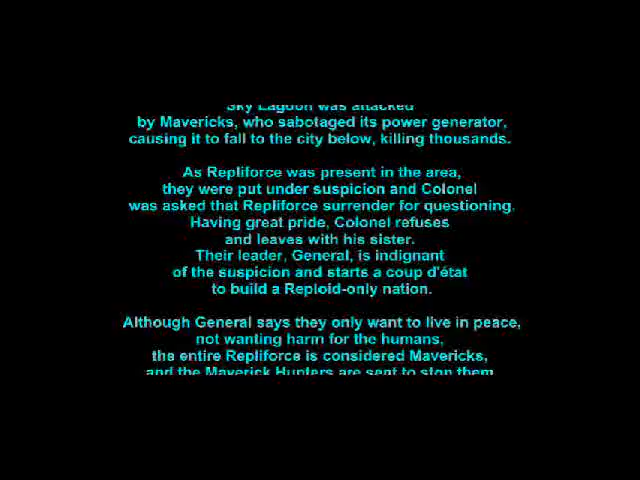 Sky Lagoon was attacked
by Mavericks, who sabotaged its power generator,
causing it to fall to the city below, killing thousands.
As Repliforce was present in the area,
they were put under suspicion and Colonel
was asked that Repliforce surrender for questioning.
Having great pride, Colonel refuses
and leaves with his sister.
Their leader, General, is indignant
of the suspicion and starts a coup d'état
to build a Reploid-only nation.
Although General says they only want to live in peace,
not wanting harm for the humans,
the entire Repliforce is considered Mavericks,
and the Maverick Hunters are sent to stop them